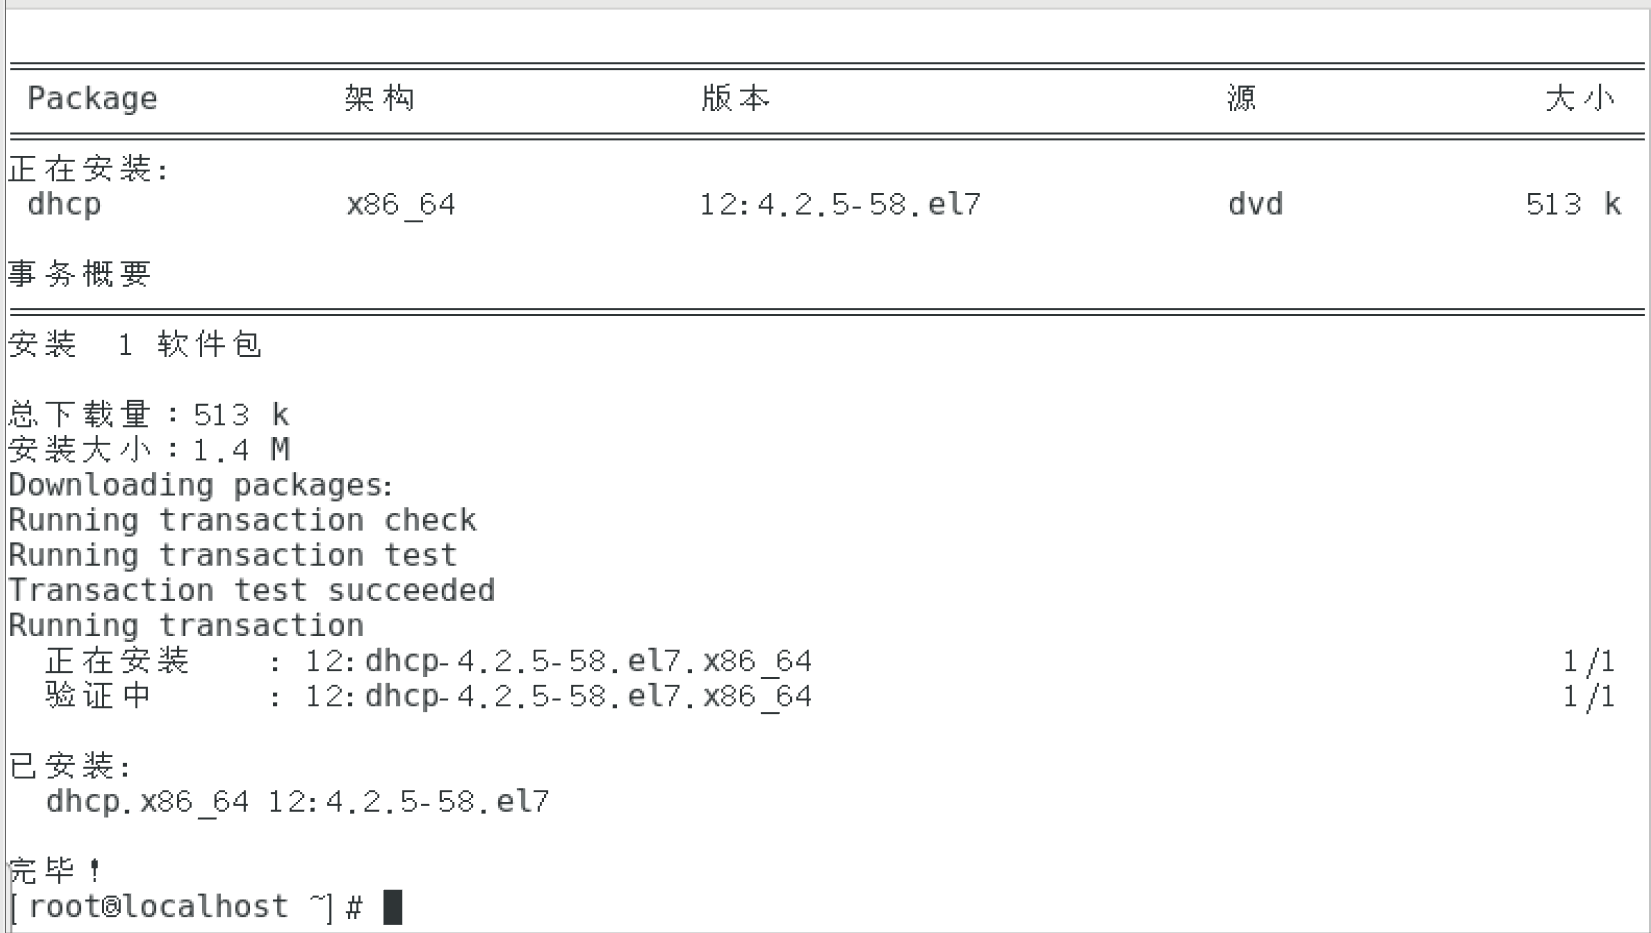 Package 架构 版本 源 大小
正在安装:
dhcp x86_64 12:4.2.5-58.el7 dvd 513 k
事务概要
安装 1 软件包
总下载量：513 k
安装大小：1.4 M
Downloading packages:
Running transaction check
Running transaction test
Transaction test succeeded
Running transaction
正在安装 : 12:dhcp-4.2.5-58.el7.x86_64 1/1
验证中 : 12:dhcp-4.2.5-58.el7.x86_64 1/1
已安装:
dhcp.x86_64 12:4.2.5-58.el7
完毕！
[root@localhost ~]#